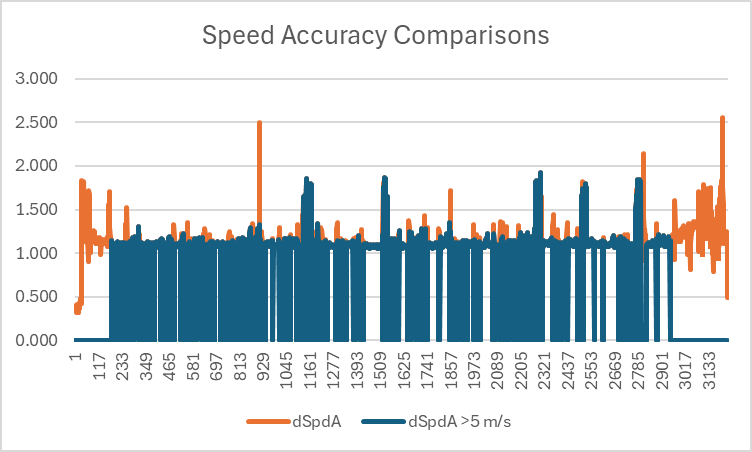 Speed Accuracy Comparisons
3.000
2.500
2.000
1.500
1.000
0.500
0.000
1 117 233 349 465 581 697 813 929 1045 1161 1277 1393 1509 1625 1741 1857 1973 2089 2205 2321 2437 2553 2669 2785 2901 3017 3133
dSpdA dSpdA >5 m/s